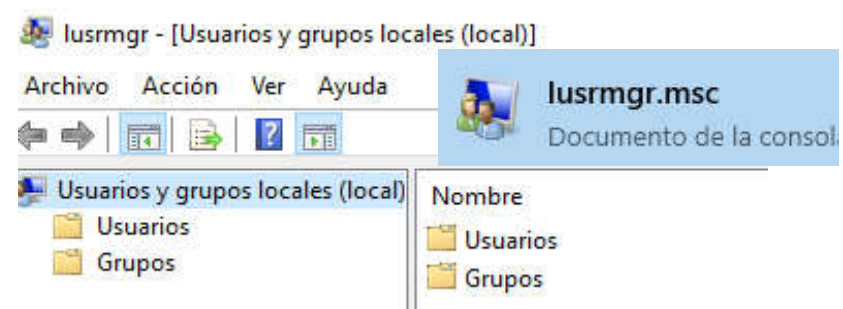 lusrmgr - [Usuarios y grupos locales (local)]
Archivo Acción Ver Ayuda
lusrmgr.msc
Documento de la consola
Usuarios y grupos locales (local)
Usuarios
Grupos
Nombre
Usuarios
Grupos